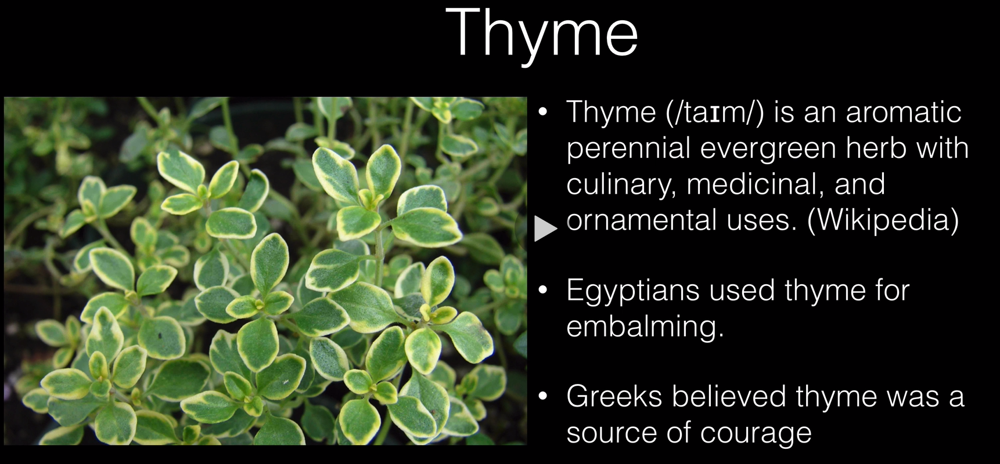 Thyme
• Thyme (/taɪm/) is an aromatic
perennial evergreen herb with
culinary, medicinal, and
ornamental uses. (Wikipedia)
• Egyptians used thyme for
embalming.
• Greeks believed thyme was a
source of courage